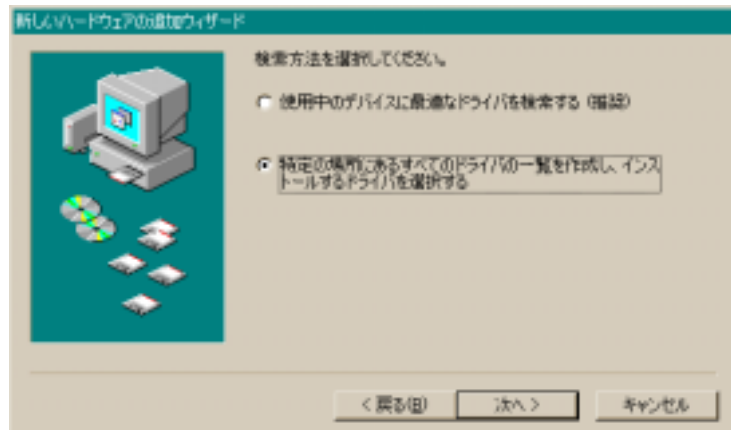 新しいハードウェアの追加ウィザード
検索方法を選択してください。
使用中のデバイスに最適なドライバを検索する (推奨)
特定の場所にあるすべてのドライバの一覧を作成し、インス
トールするドライバを選択する
< 戻る(B)
次へ >
キャンセル